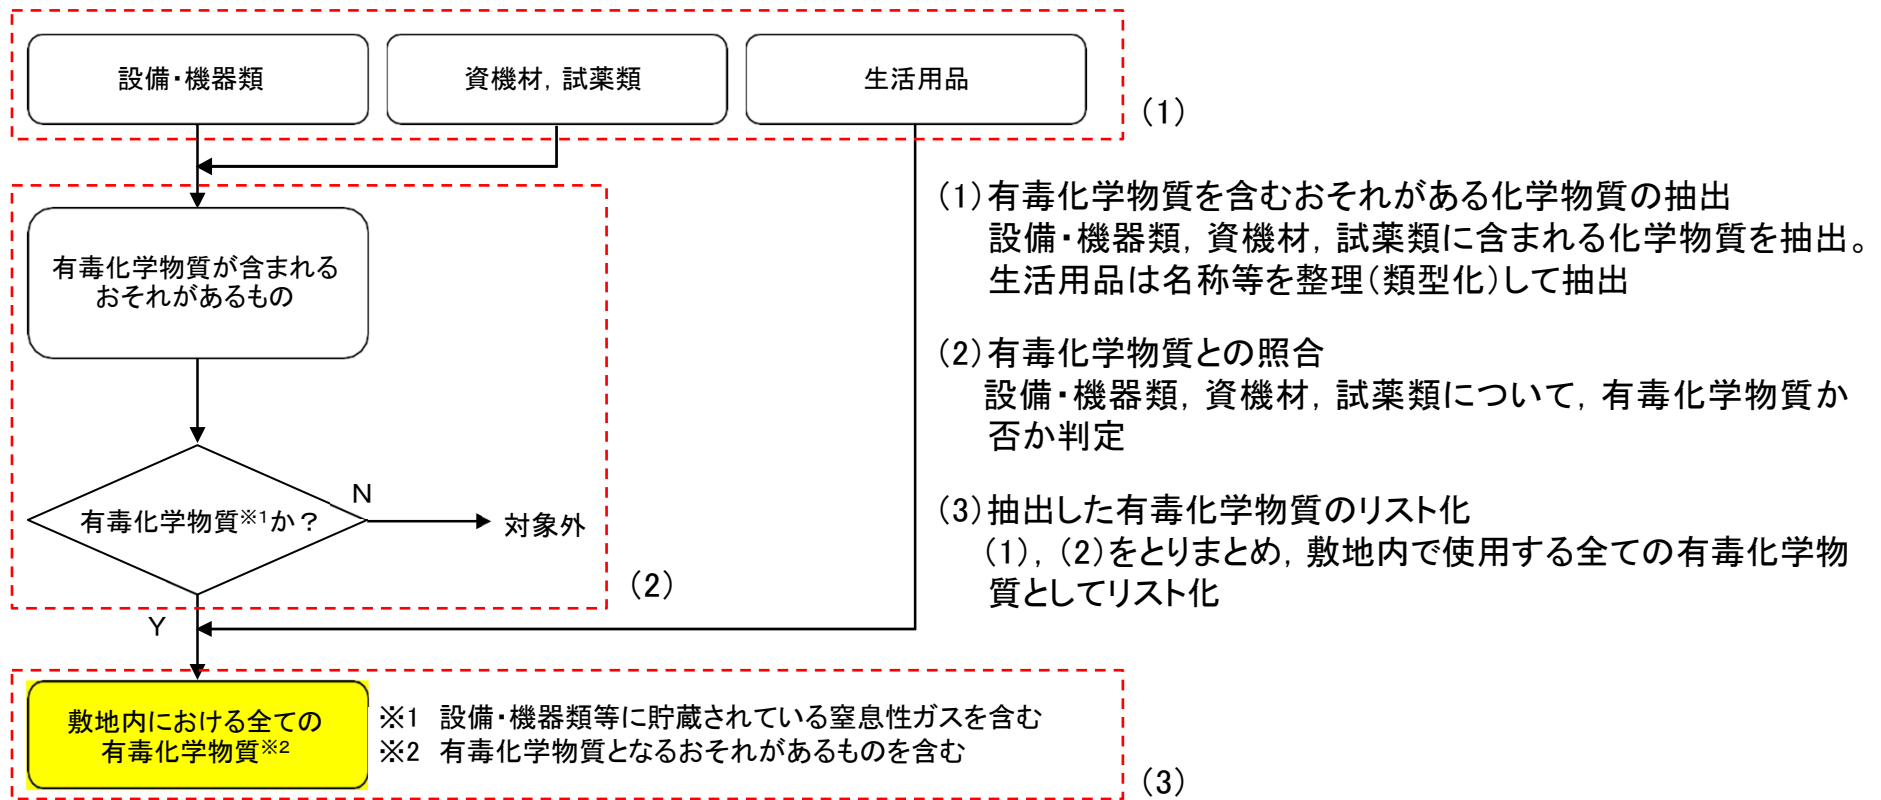 設備・機器類
資機材，試薬類
生活用品
（1）
有毒化学物質が含まれる
おそれがあるもの
有毒化学物質※1か？
N
対象外
（2）
Y
敷地内における全ての
有毒化学物質※2
※1 設備・機器類等に貯蔵されている窒息性ガスを含む
※2 有毒化学物質となるおそれがあるものを含む
（3）
（1）有毒化学物質を含むおそれがある化学物質の抽出
設備・機器類，資機材，試薬類に含まれる化学物質を抽出。
生活用品は名称等を整理（類型化）して抽出
（2）有毒化学物質との照合
設備・機器類，資機材，試薬類について，有毒化学物質か
否か判定
（3）抽出した有毒化学物質のリスト化
（1），（2）をとりまとめ，敷地内で使用する全ての有毒化学物
質としてリスト化